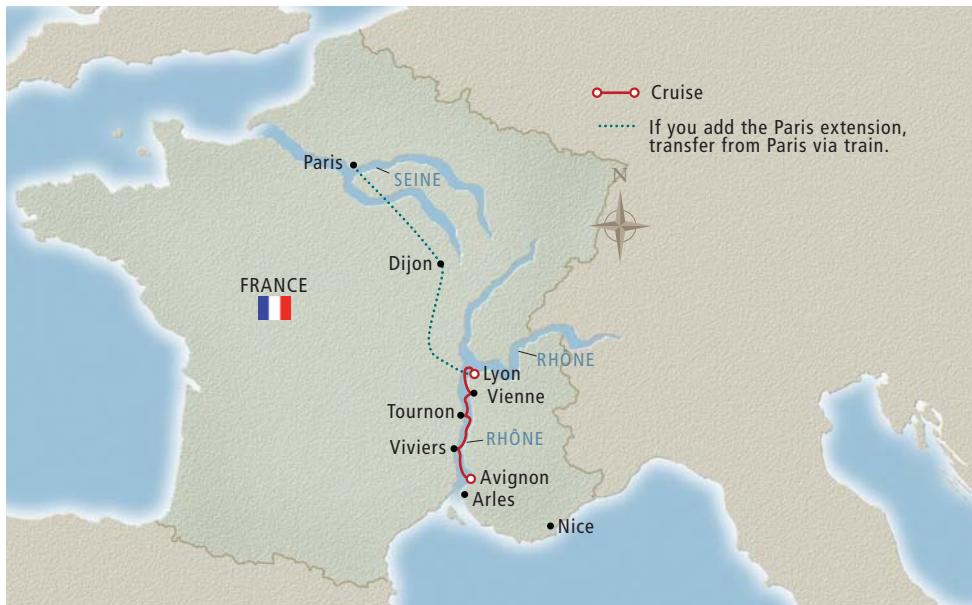 Cruise
If you add the Paris extension,
transfer from Paris via train.
N
Paris
SEINE
Dijon
FRANCE
RHÔNE
Lyon
Vienne
Tournon
RHÔNE
Viviers
Avignon
Arles
Nice